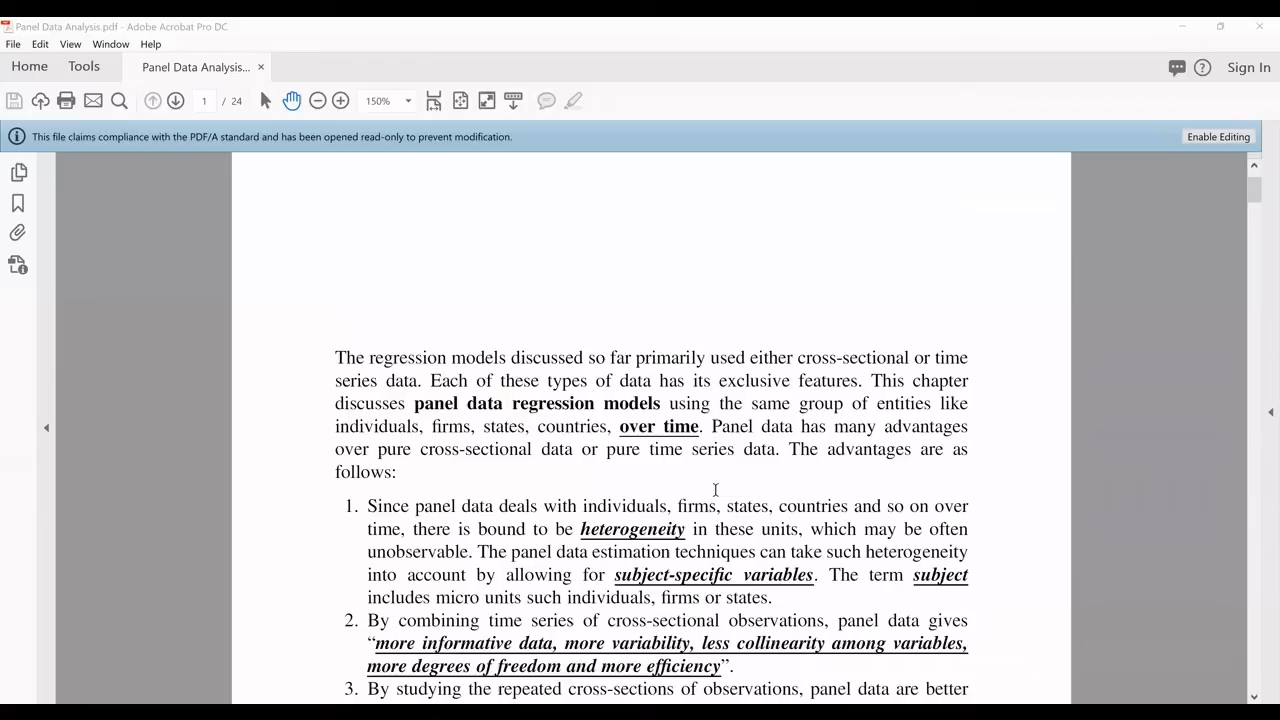 Panel Data Analysis.pdf - Adobe Acrobat Pro DC
File Edit View Window Help
Home Tools Panel Data Analysis... × Sign In
1 / 24 150%
This file claims compliance with the PDF/A standard and has been opened read-only to prevent modification. Enable Editing
The regression models discussed so far primarily used either cross-sectional or time
series data. Each of these types of data has its exclusive features. This chapter
discusses panel data regression models using the same group of entities like
individuals, firms, states, countries, over time. Panel data has many advantages
over pure cross-sectional data or pure time series data. The advantages are as
follows:
1. Since panel data deals with individuals, firms, states, countries and so on over
time, there is bound to be heterogeneity in these units, which may be often
unobservable. The panel data estimation techniques can take such heterogeneity
into account by allowing for subject-specific variables. The term subject
includes micro units such individuals, firms or states.
2. By combining time series of cross-sectional observations, panel data gives
“more informative data, more variability, less collinearity among variables,
more degrees of freedom and more efficiency”.
3. By studying the repeated cross-sections of observations, panel data are better